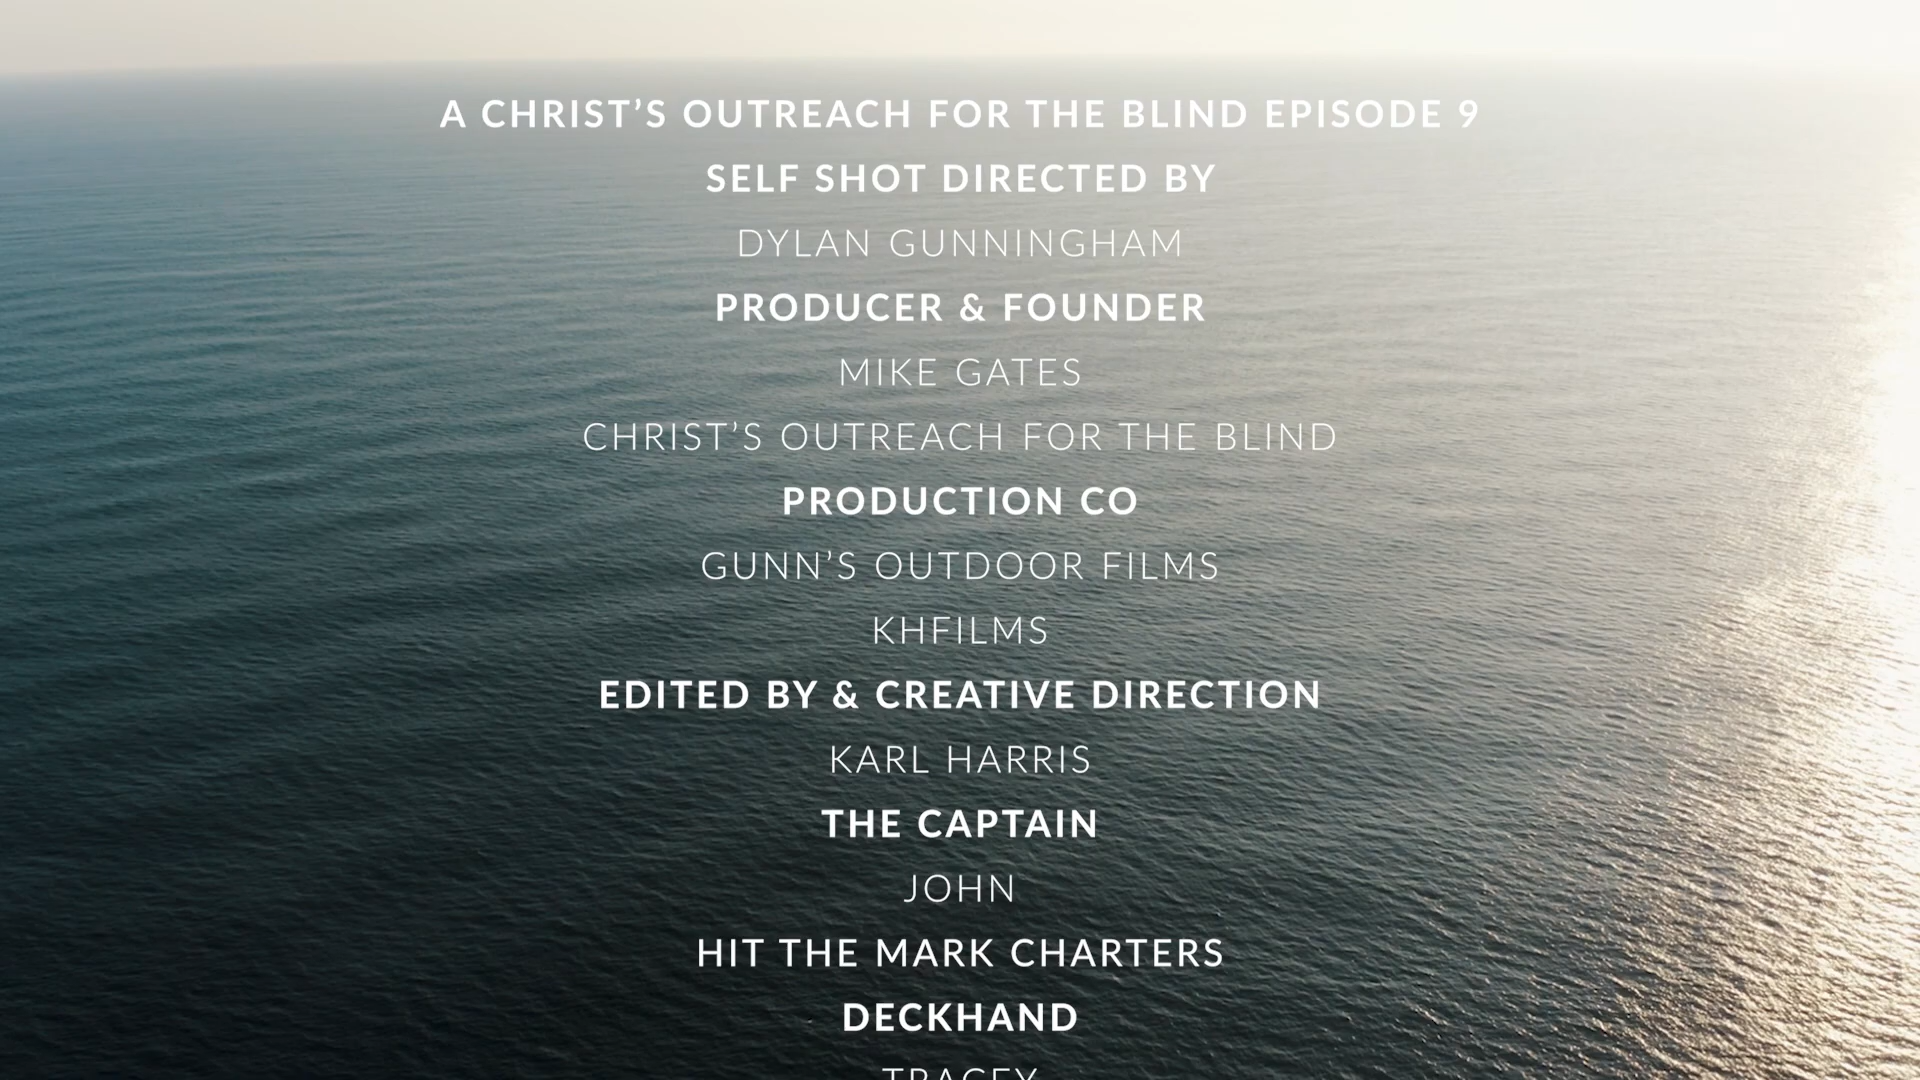 A CHRIST’S OUTREACH FOR THE BLIND EPISODE 9
SELF SHOT DIRECTED BY
DYLAN GUNNINGHAM
PRODUCER & FOUNDER
MIKE GATES
CHRIST’S OUTREACH FOR THE BLIND
PRODUCTION CO
GUNN’S OUTDOOR FILMS
KHFILMS
EDITED BY & CREATIVE DIRECTION
KARL HARRIS
THE CAPTAIN
JOHN
HIT THE MARK CHARTERS
DECKHAND
TRACEY